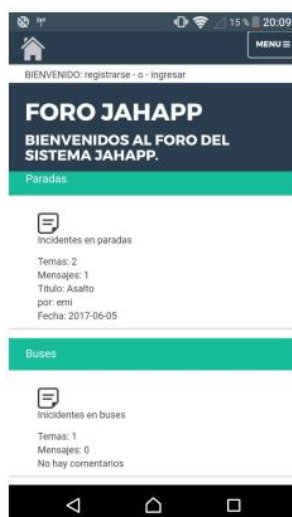 15 % 20:09
MENU
BIENVENIDO: registrarse - o - ingresar
FORO JAHAPP
BIENVENIDOS AL FORO DEL
SISTEMA JAHAPP.
Paradas
Incidentes en paradas
Temas: 2
Mensajes: 1
Titulo: Asalto
por: emi
Fecha: 2017-06-05
Buses
Incidentes en buses
Temas: 1
Mensajes: 0
No hay comentarios